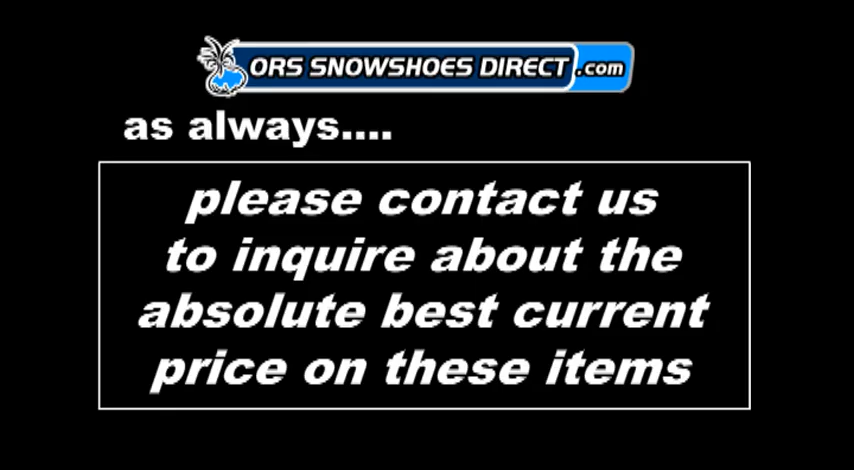 ORS SNOWSHOES DIRECT.com
as always....
please contact us
to inquire about the
absolute best current
price on these items